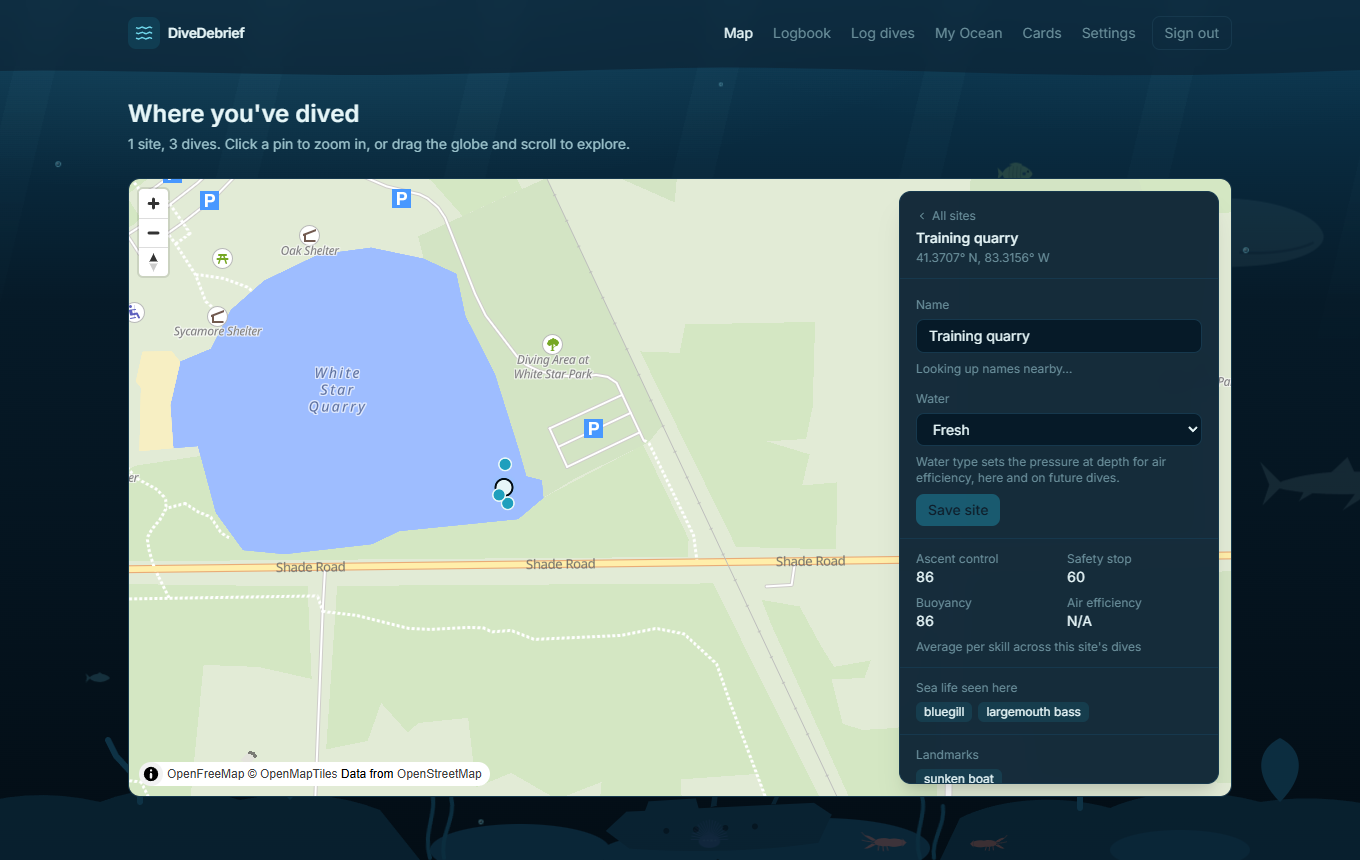 DiveDebrief
Map
Logbook
Log dives
My Ocean
Cards
Settings
Sign out
Where you've dived
1 site, 3 dives. Click a pin to zoom in, or drag the globe and scroll to explore.
P
P
Oak Shelter
Sycamore Shelter
White
Star
Quarry
Diving Area at
White Star Park
P
er
Shade Road
Shade Road
Shade Road
OpenFreeMap © OpenMapTiles Data from OpenStreetMap
All sites
Training quarry
41.3707° N, 83.3156° W
Name
Training quarry
Looking up names nearby...
Water
Fresh
Water type sets the pressure at depth for air
efficiency, here and on future dives.
Save site
Ascent control
86
Safety stop
60
Buoyancy
86
Air efficiency
N/A
Average per skill across this site's dives
Sea life seen here
bluegill
largemouth bass
Landmarks
sunken boat